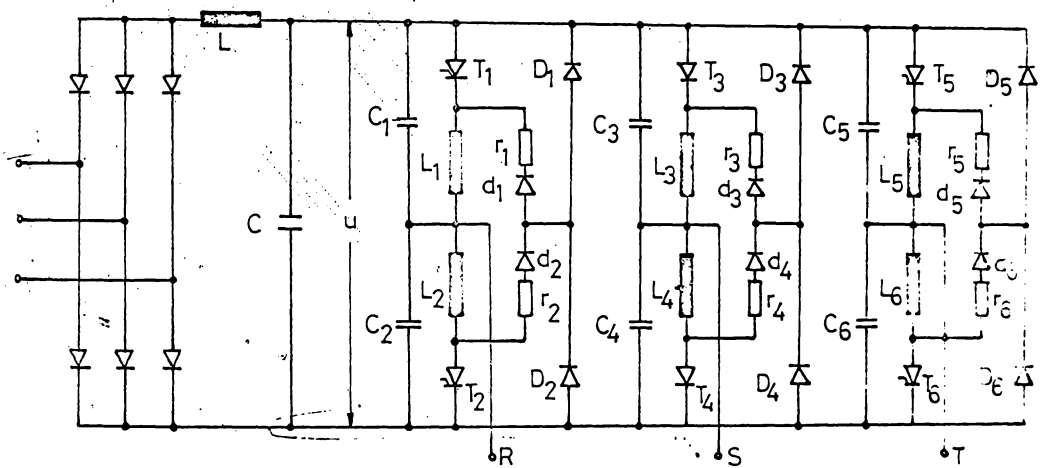 L
C
u
C₁
C₂
T₁
L₁
r₁
d₁
D₁
L₂
d₂
r₂
T₂
D₂
R
C₃
C₄
T₃
L₃
r₃
d₃
D₃
L₄
d₄
r₄
T₄
D₄
S
C₅
C₆
T₅
L₅
r₅
d₅
D₅
L₆
r₆
T₆
T